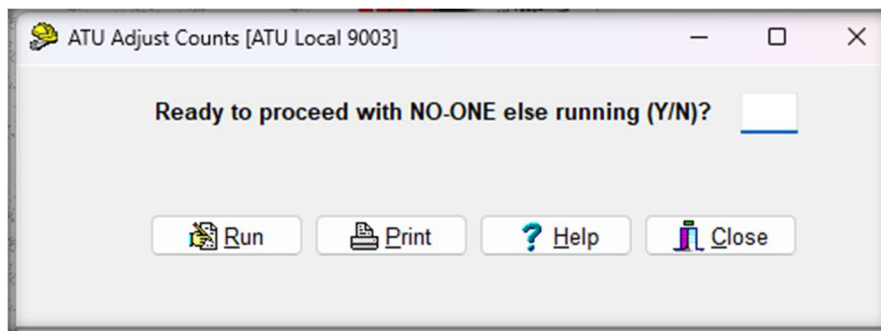 ATU Adjust Counts [ATU Local 9003]
Ready to proceed with NO-ONE else running (Y/N)?
Run Print Help Close